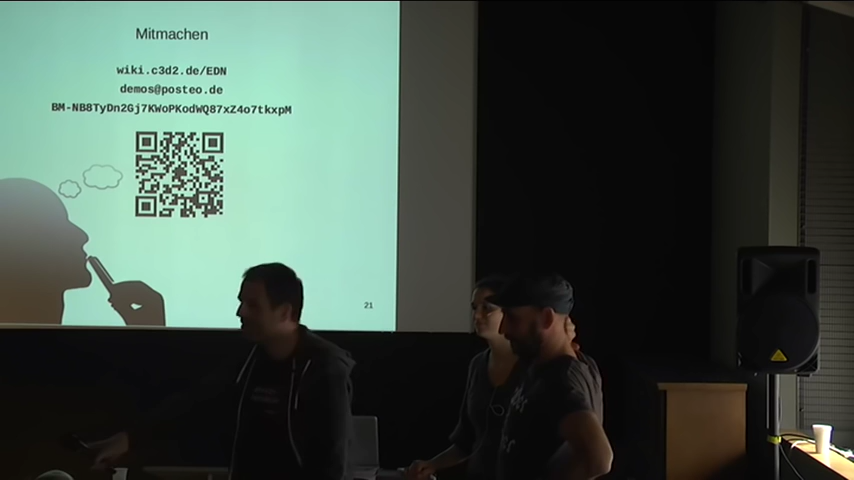 Mitmachen
wiki.c3d2.de/EDN
demos@posteo.de
BM-NB8TyDn2Gj7KWoPKodWQ87xZ4o7tkxpM
21